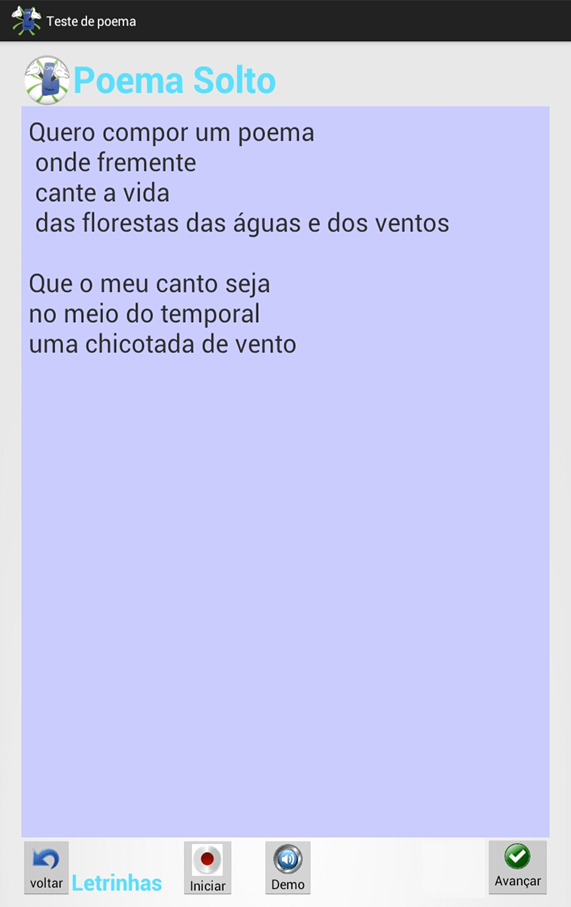 Teste de poema
Poema Solto
Quero compor um poema
onde fremente
cante a vida
das florestas das águas e dos ventos
Que o meu canto seja
no meio do temporal
uma chicotada de vento
voltar
Letrinhas
Iniciar
Demo
Avançar